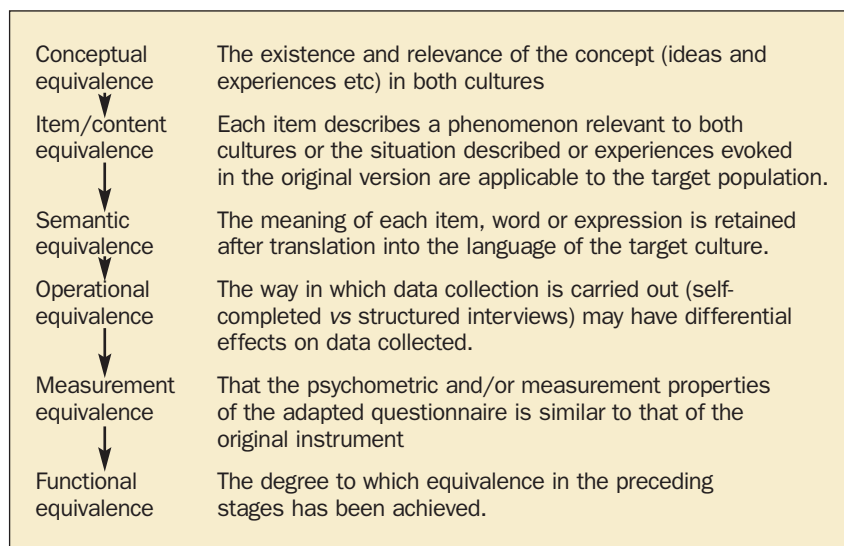 Conceptual The existence and relevance of the concept (ideas and
equivalence experiences etc) in both cultures
Item/content Each item describes a phenomenon relevant to both
equivalence cultures or the situation described or experiences evoked
in the original version are applicable to the target population.
Semantic The meaning of each item, word or expression is retained
equivalence after translation into the language of the target culture.
Operational The way in which data collection is carried out (self-
equivalence completed vs structured interviews) may have differential
effects on data collected.
Measurement That the psychometric and/or measurement properties
equivalence of the adapted questionnaire is similar to that of the
original instrument
Functional The degree to which equivalence in the preceding
equivalence stages has been achieved.